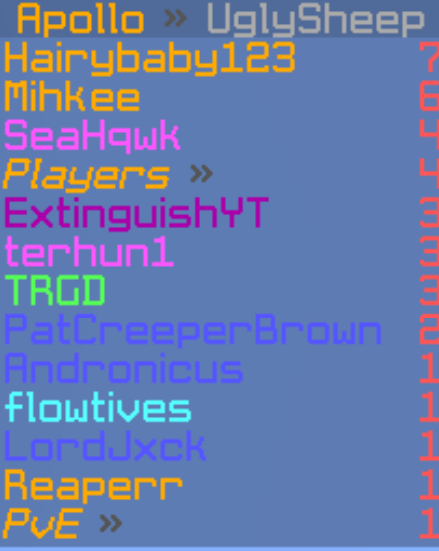 Apollo » UglySheep
Hairybaby123 7
Mihkee 6
SeaHqwk 4
Players » 4
ExtinguishYT 3
terhun1 3
TRGD 3
PatCreeperBrown 2
Andronicus 1
flowtives 1
LordJxck 1
Reaperr 1
PvE » 1